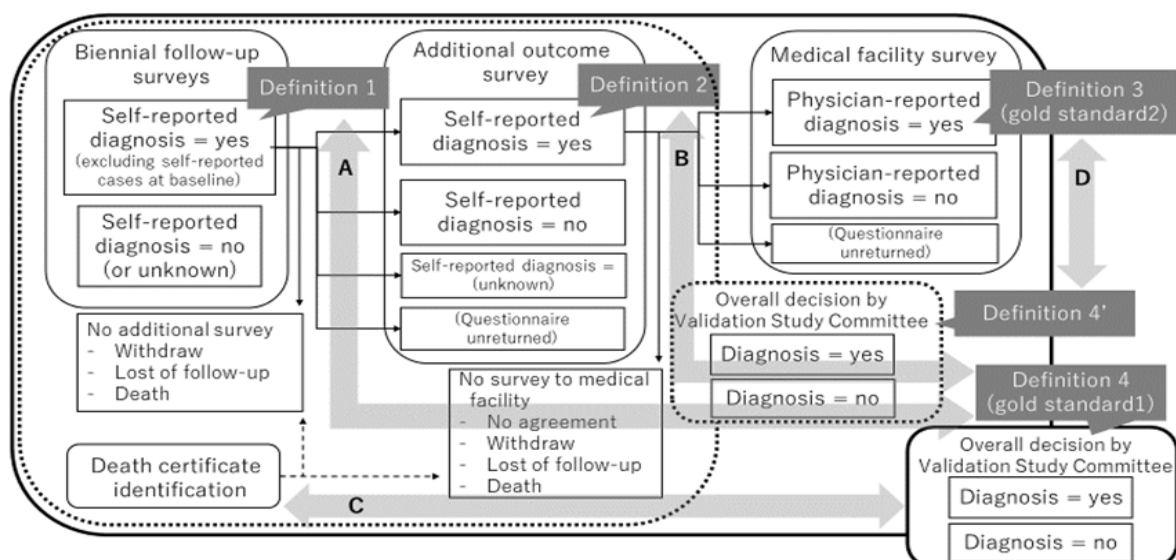 Biennial follow-up
surveys
Definition 1
Self-reported
diagnosis = yes
(excluding self-reported
cases at baseline)
Self-reported
diagnosis = no
(or unknown)
No additional survey
- Withdraw
- Lost of follow-up
- Death
Death certificate
identification
A
Additional outcome
survey
Definition 2
Self-reported
diagnosis = yes
Self-reported
diagnosis = no
Self-reported diagnosis =
(unknown)
(Questionnaire
unreturned)
No survey to medical
facility
- No agreement
- Withdraw
- Lost of follow-up
- Death
B
C
Medical facility survey
Physician-reported
diagnosis = yes
Definition 3
(gold standard2)
Physician-reported
diagnosis = no
(Questionnaire
unreturned)
D
Overall decision by
Validation Study Committee
Diagnosis = yes
Diagnosis = no
Definition 4’
Definition 4
(gold standard1)
Overall decision by
Validation Study Committee
Diagnosis = yes
Diagnosis = no